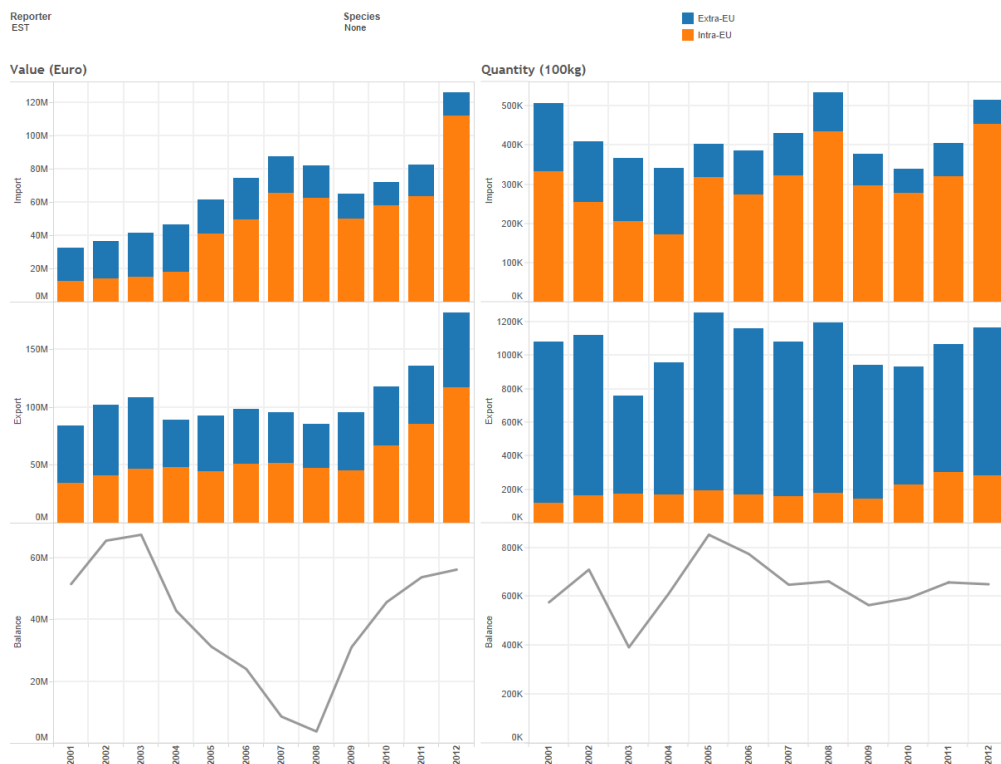 Reporter
EST
Species
None
Extra-EU
Intra-EU
Value (Euro)
Quantity (100kg)
Import
120M
100M
80M
60M
40M
20M
0M
Import
500K
400K
300K
200K
100K
0K
Export
150M
100M
50M
0M
Export
1200K
1000K
800K
600K
400K
200K
0K
Balance
60M
40M
20M
0M
Balance
800K
600K
400K
200K
0K
2001 2002 2003 2004 2005 2006 2007 2008 2009 2010 2011 2012
2001 2002 2003 2004 2005 2006 2007 2008 2009 2010 2011 2012